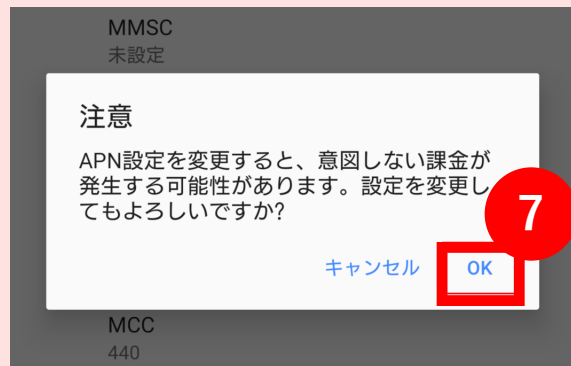 MMSC
未設定
注意
APN設定を変更すると、意図しない課金が
発生する可能性があります。設定を変更し
てもよろしいですか?
7
キャンセル OK
MCC
440